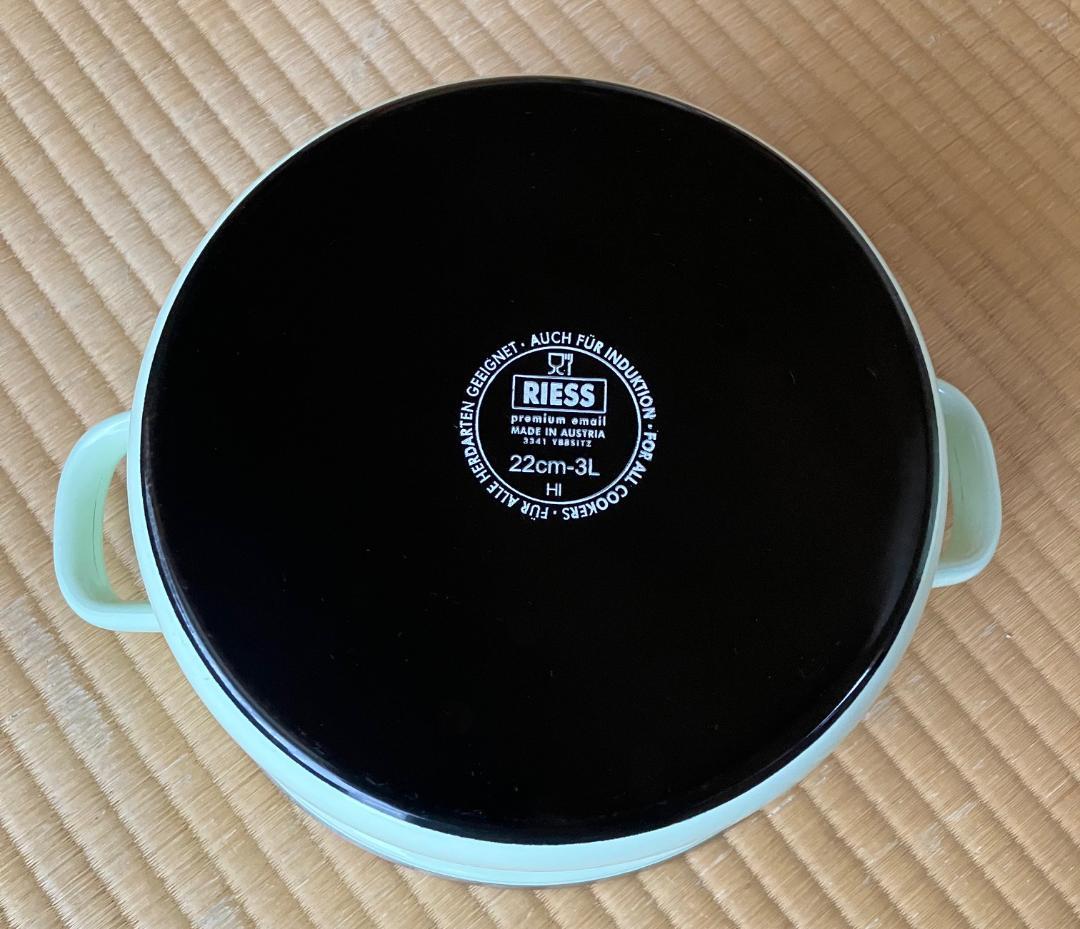 FÜR ALLE HERDARTEN GEEIGNET · AUCH FÜR INDUKTION · FOR ALL COOKERS ·
RIESS
premium email
MADE IN AUSTRIA
3341 YBBSITZ
22cm-3L
HI